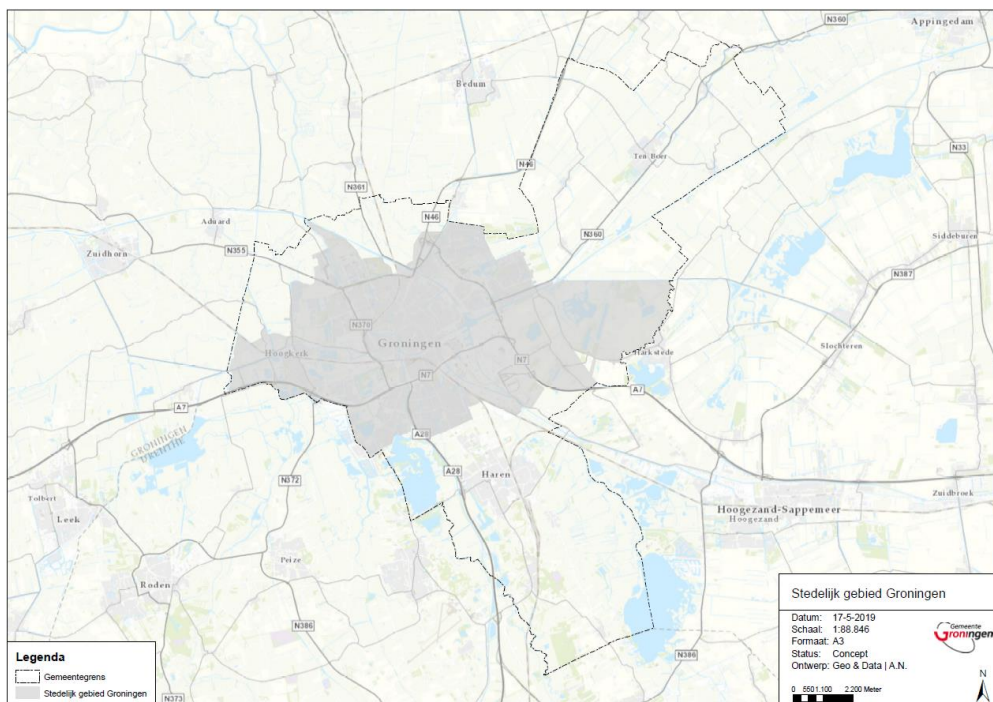 N360
Appingedam
Bedum
N46
Ten Boer
N33
N361
N46
Aduard
N360
Siddeburen
Zuidhorn
N355
N387
N370
Groningen
Hoogkerk
N7
Slochteren
Harkstede
N7
A7
A7
GRONINGEN
DRENTHE
A28
A28
Haren
N372
Tolbert
Zuidbroek
Leek
Hoogezand-Sappemeer
Hoogezand
Peize
Roden
N386
N386
N373
Legenda
Gemeentegrens
Stedelijk gebied Groningen
Stedelijk gebied Groningen
Datum: 17-5-2019
Schaal: 1:88.846
Formaat: A3
Status: Concept
Ontwerp: Geo & Data | A.N.
Gemeente
Groningen
0 550 1.100 2.200 Meter
N